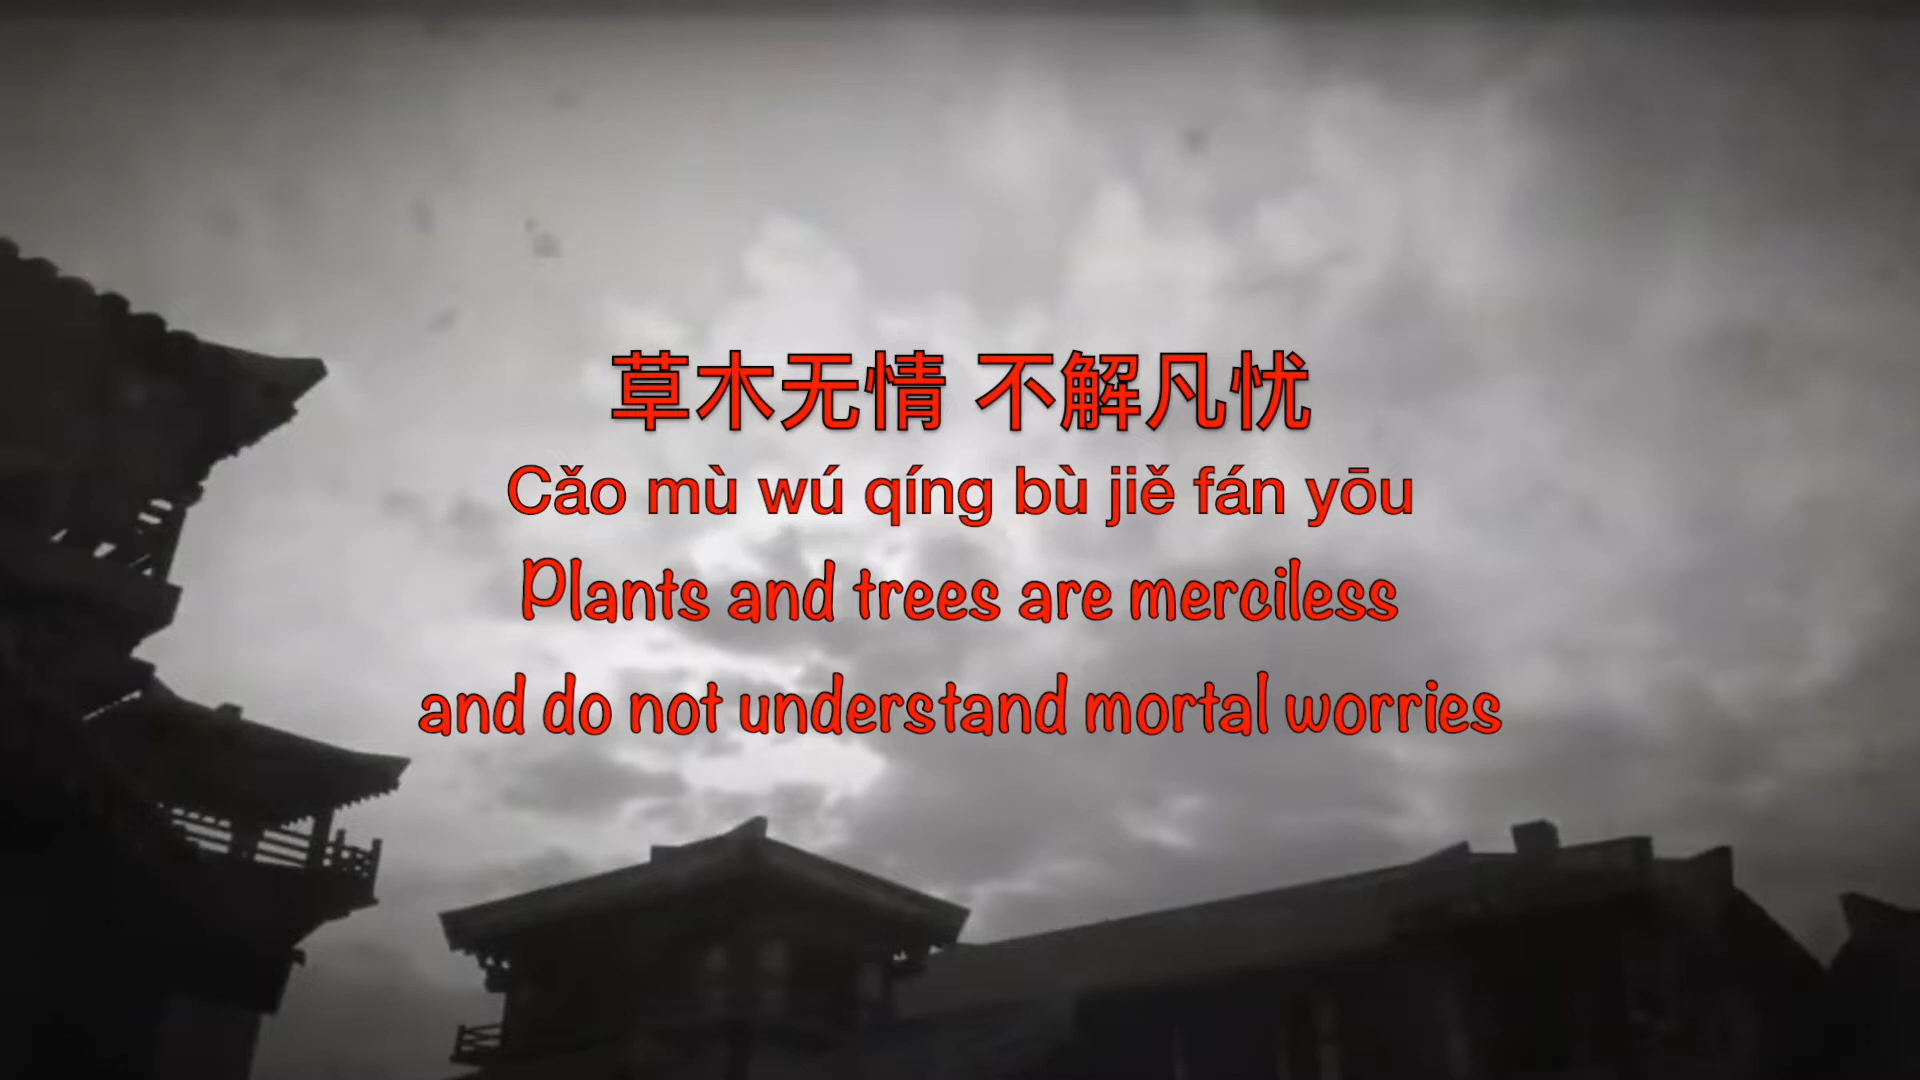 草木无情 不解凡忧
Cǎo mù wú qíng bù jiě fán yōu
Plants and trees are merciless
and do not understand mortal worries